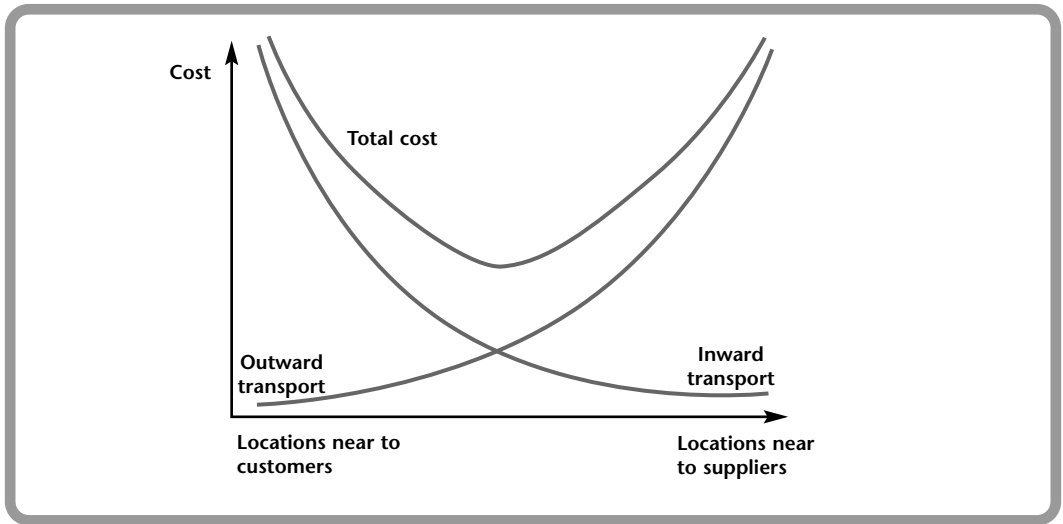 Cost
Total cost
Outward
transport
Inward
transport
Locations near to
customers
Locations near
to suppliers